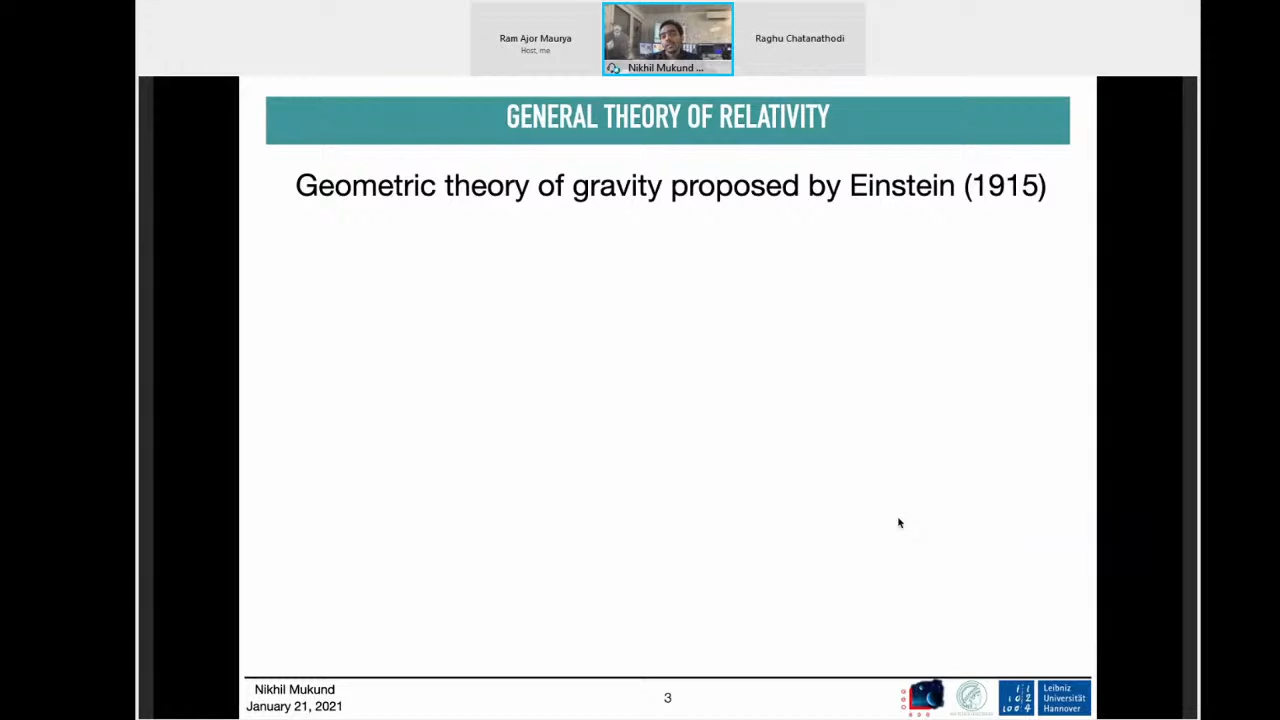 Ram Ajor Maurya
Host, me
Nikhil Mukund ...
Raghu Chatanathodi
GENERAL THEORY OF RELATIVITY
Geometric theory of gravity proposed by Einstein (1915)
Nikhil Mukund
January 21, 2021
3
Leibniz
Universität
Hannover